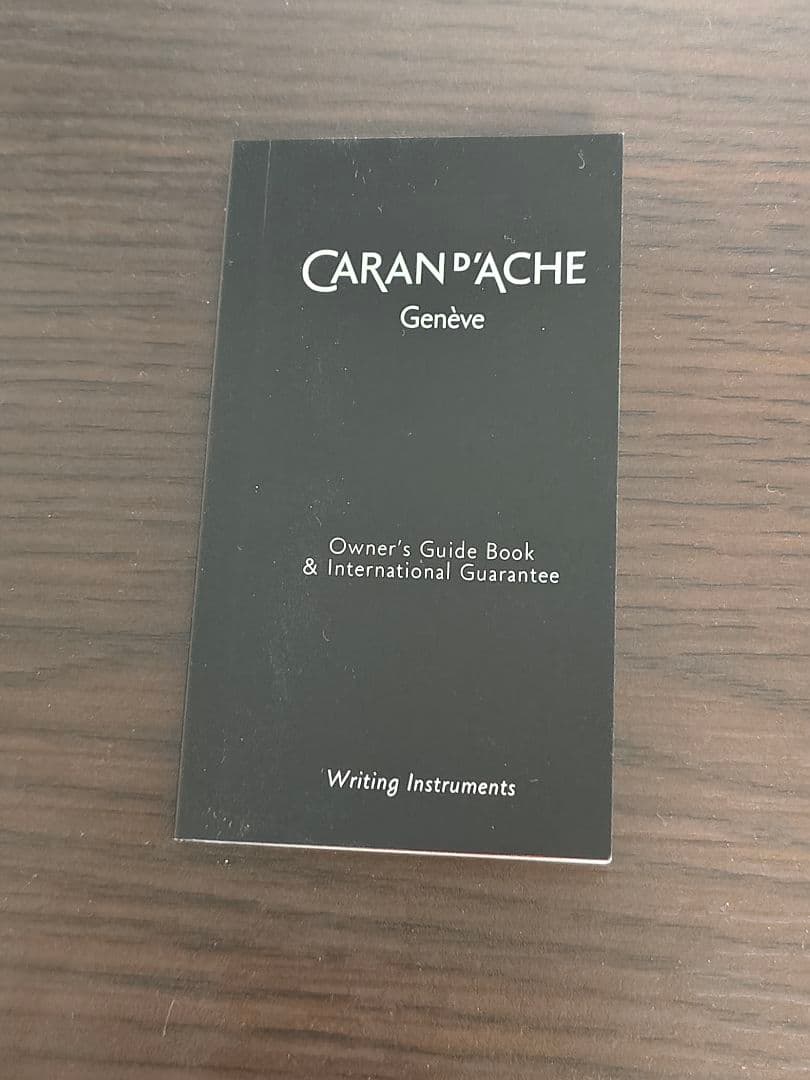 CARAN D'ACHE
Genève
Owner's Guide Book
& International Guarantee
Writing Instruments